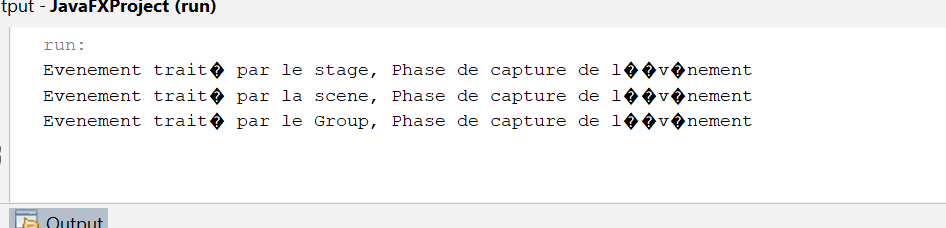 tput - JavaFXProject (run)
run:
Evenement trait� par le stage, Phase de capture de l��v�nement
Evenement trait� par la scene, Phase de capture de l��v�nement
Evenement trait� par le Group, Phase de capture de l��v�nement
Output